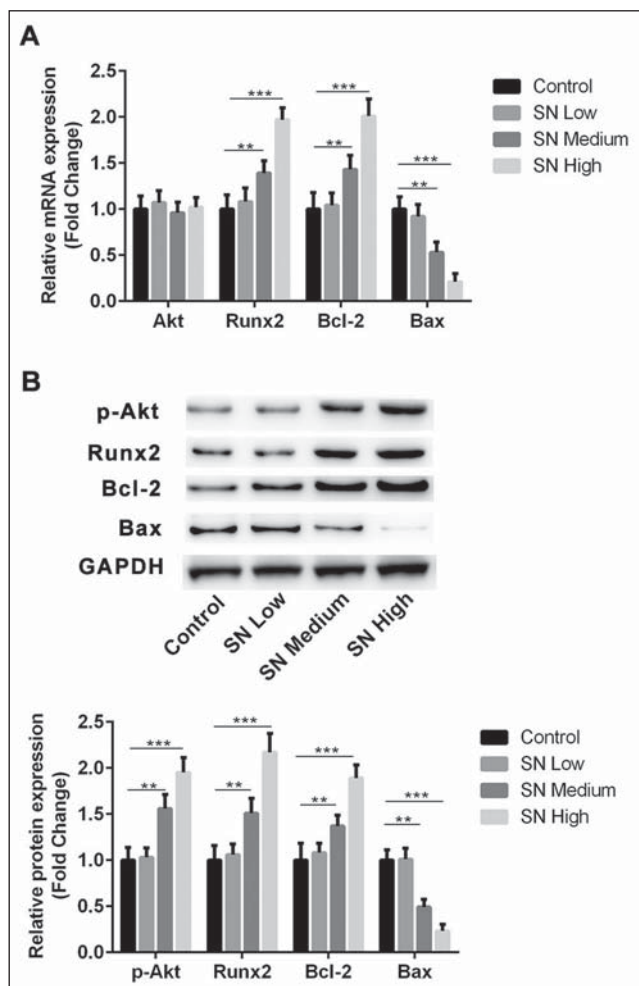 A
Relative mRNA expression
(Fold Change)
2.5
2.0
1.5
1.0
0.5
0.0
*** ** *** ** *** **
Akt Runx2 Bcl-2 Bax
Control
SN Low
SN Medium
SN High
B
p-Akt
Runx2
Bcl-2
Bax
GAPDH
Control SN Low SN Medium SN High
Relative protein expression
(Fold Change)
2.5
2.0
1.5
1.0
0.5
0.0
*** ** *** ** *** ** *** **
p-Akt Runx2 Bcl-2 Bax
Control
SN Low
SN Medium
SN High